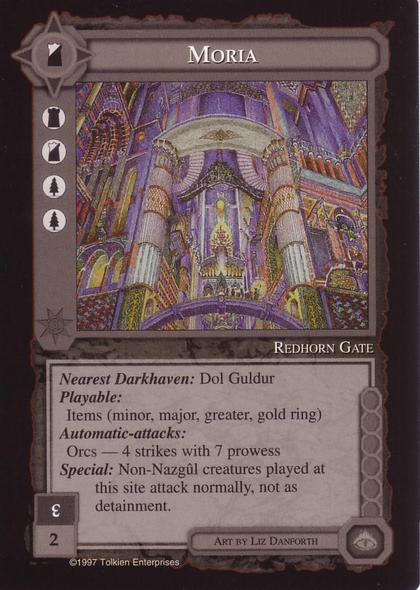 Moria
Redhorn Gate
Nearest Darkhaven: Dol Guldur
Playable:
Items (minor, major, greater, gold ring)
Automatic-attacks:
Orcs — 4 strikes with 7 prowess
Special: Non-Nazgûl creatures played at
this site attack normally, not as
detainment.
ε
2
Art by Liz Danforth
©1997 Tolkien Enterprises